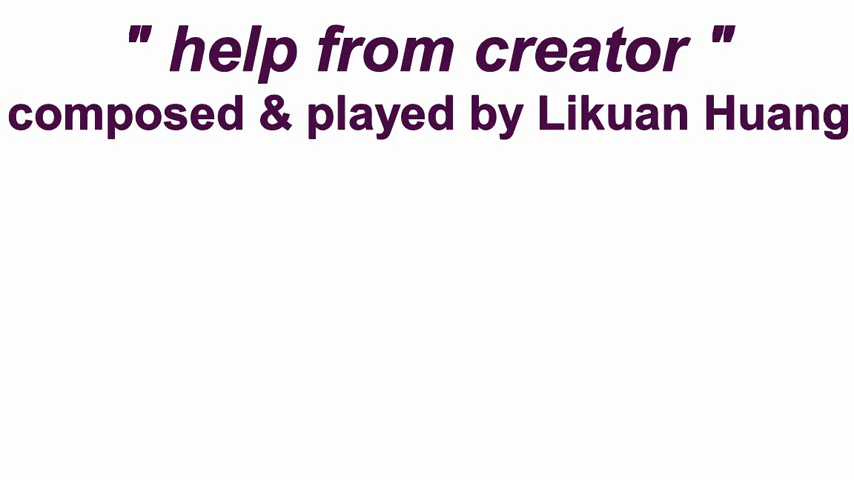 " help from creator "
composed & played by Likuan Huang